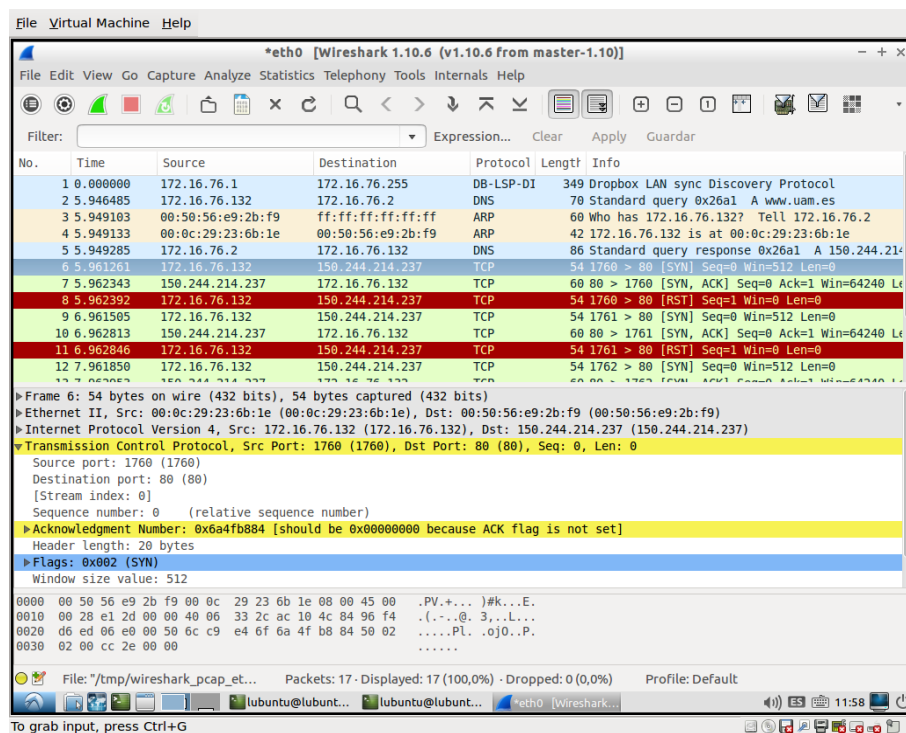 File Virtual Machine Help
*eth0 [Wireshark 1.10.6 (v1.10.6 from master-1.10)]
File Edit View Go Capture Analyze Statistics Telephony Tools Internals Help
Filter: Expression... Clear Apply Guardar
No. Time Source Destination Protocol Length Info
1 0.000000 172.16.76.1 172.16.76.255 DB-LSP-DI 349 Dropbox LAN sync Discovery Protocol
2 5.946485 172.16.76.132 172.16.76.2 DNS 70 Standard query 0x26a1 A www.uam.es
3 5.949103 00:50:56:e9:2b:f9 ff:ff:ff:ff:ff:ff ARP 60 Who has 172.16.76.132? Tell 172.16.76.2
4 5.949133 00:0c:29:23:6b:1e 00:50:56:e9:2b:f9 ARP 42 172.16.76.132 is at 00:0c:29:23:6b:1e
5 5.949285 172.16.76.2 172.16.76.132 DNS 86 Standard query response 0x26a1 A 150.244.214
6 5.961261 172.16.76.132 150.244.214.237 TCP 54 1760 > 80 [SYN] Seq=0 Win=512 Len=0
7 5.962343 150.244.214.237 172.16.76.132 TCP 60 80 > 1760 [SYN, ACK] Seq=0 Ack=1 Win=64240 Le
8 5.962392 172.16.76.132 150.244.214.237 TCP 54 1760 > 80 [RST] Seq=1 Win=0 Len=0
9 6.961505 172.16.76.132 150.244.214.237 TCP 54 1761 > 80 [SYN] Seq=0 Win=512 Len=0
10 6.962813 150.244.214.237 172.16.76.132 TCP 60 80 > 1761 [SYN, ACK] Seq=0 Ack=1 Win=64240 Le
11 6.962846 172.16.76.132 150.244.214.237 TCP 54 1761 > 80 [RST] Seq=1 Win=0 Len=0
12 7.961850 172.16.76.132 150.244.214.237 TCP 54 1762 > 80 [SYN] Seq=0 Win=512 Len=0
Frame 6: 54 bytes on wire (432 bits), 54 bytes captured (432 bits)
Ethernet II, Src: 00:0c:29:23:6b:1e (00:0c:29:23:6b:1e), Dst: 00:50:56:e9:2b:f9 (00:50:56:e9:2b:f9)
Internet Protocol Version 4, Src: 172.16.76.132 (172.16.76.132), Dst: 150.244.214.237 (150.244.214.237)
Transmission Control Protocol, Src Port: 1760 (1760), Dst Port: 80 (80), Seq: 0, Len: 0
Source port: 1760 (1760)
Destination port: 80 (80)
[Stream index: 0]
Sequence number: 0 (relative sequence number)
Acknowledgment Number: 0x6a4fb884 [should be 0x00000000 because ACK flag is not set]
Header length: 20 bytes
Flags: 0x002 (SYN)
Window size value: 512
0000 00 50 56 e9 2b f9 00 0c 29 23 6b 1e 08 00 45 00 .PV.+... )#k...E.
0010 00 28 e1 2d 00 00 40 06 33 2c ac 10 4c 84 96 f4 .(.-..@. 3,..L...
0020 d6 ed 06 e0 00 50 6c c9 e4 6f 6a 4f b8 84 50 02 .....Pl. .ojO..P.
0030 02 00 cc 2e 00 00 ......
File: "/tmp/wireshark_pcap_et... Packets: 17 · Displayed: 17 (100,0%) · Dropped: 0 (0,0%) Profile: Default
lubuntu@lubunt... lubuntu@lubunt... *eth0 [Wireshark... ES 11:58
To grab input, press Ctrl+G